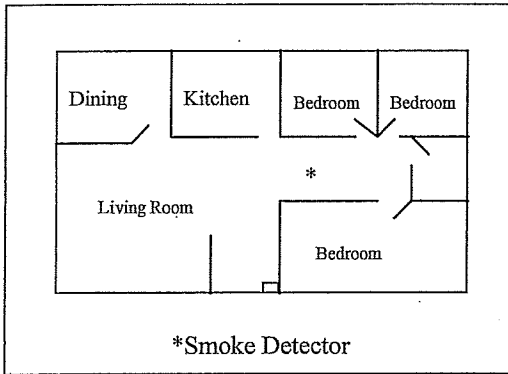 Dining
Kitchen
Bedroom
Bedroom
*
Living Room
Bedroom
*Smoke Detector